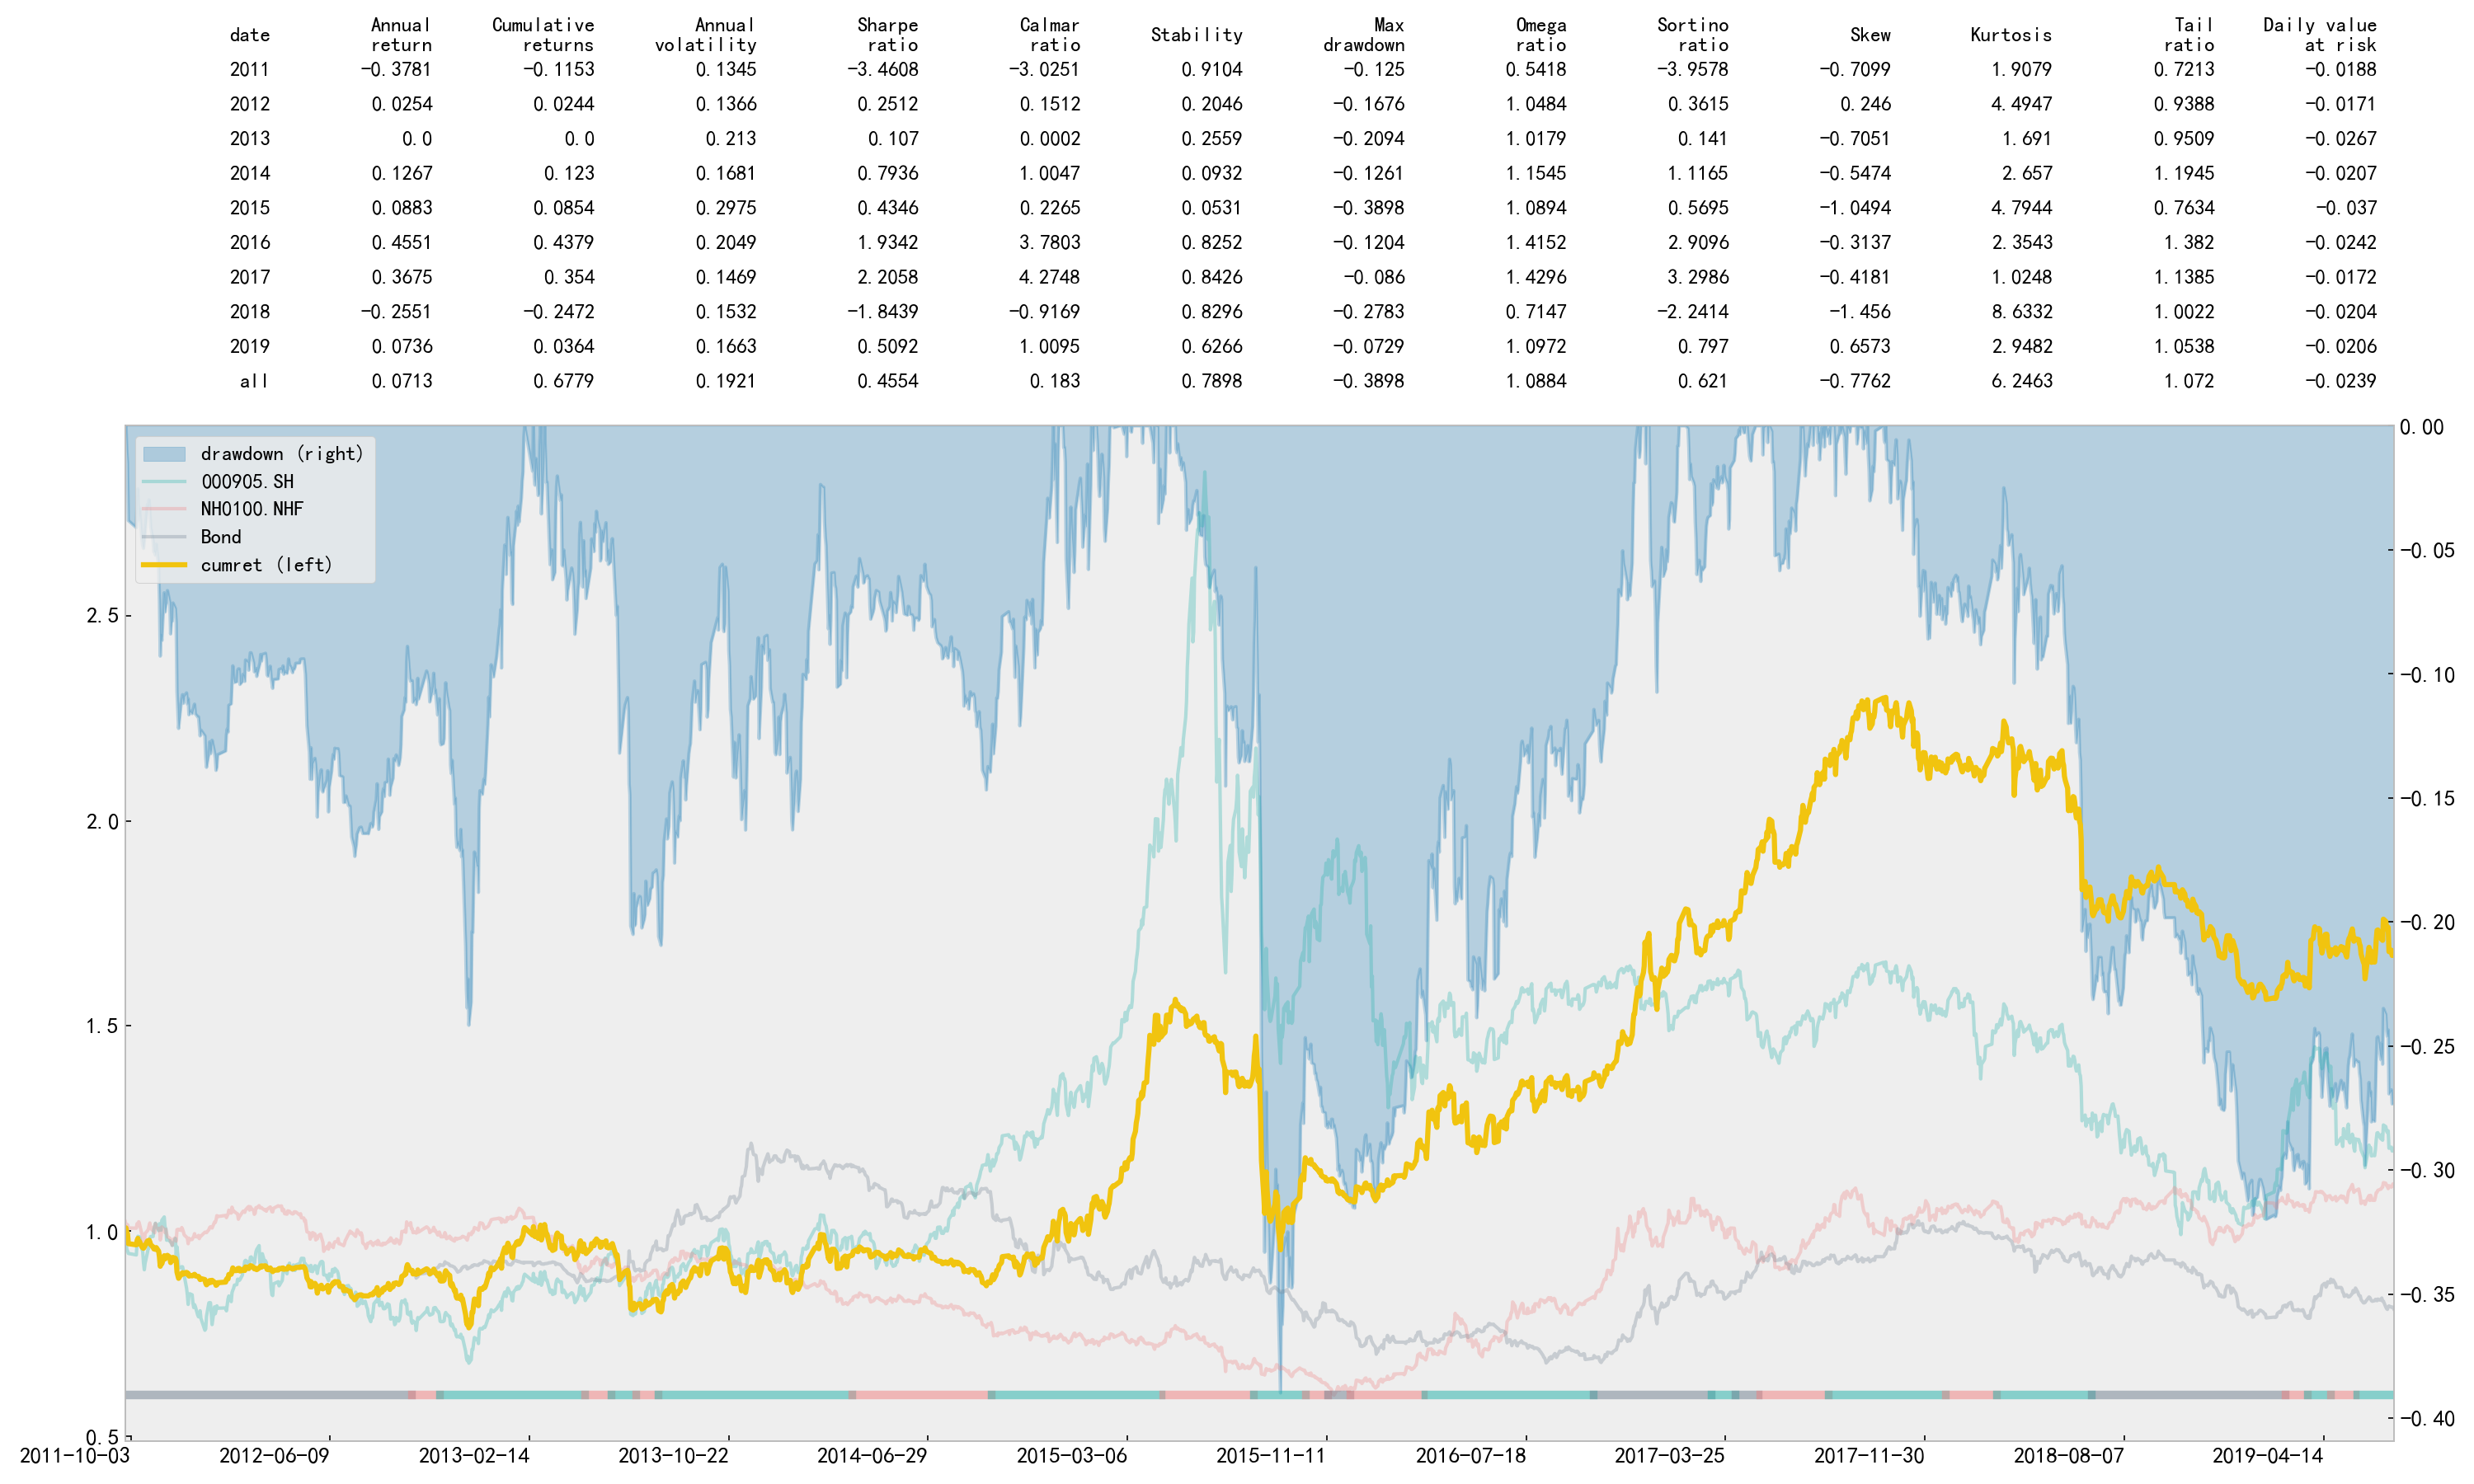 date Annual return Cumulative returns Annual volatility Sharpe ratio Calmar ratio Stability Max drawdown Omega ratio Sortino ratio Skew Kurtosis Tail ratio Daily value at risk
2011 -0.3781 -0.1153 0.1345 -3.4608 -3.0251 0.9104 -0.125 0.5418 -3.9578 -0.7099 1.9079 0.7213 -0.0188
2012 0.0254 0.0244 0.1366 0.2512 0.1512 0.2046 -0.1676 1.0484 0.3615 0.246 4.4947 0.9388 -0.0171
2013 0.0 0.0 0.213 0.107 0.0002 0.2559 -0.2094 1.0179 0.141 -0.7051 1.691 0.9509 -0.0267
2014 0.1267 0.123 0.1681 0.7936 1.0047 0.0932 -0.1261 1.1545 1.1165 -0.5474 2.657 1.1945 -0.0207
2015 0.0883 0.0854 0.2975 0.4346 0.2265 0.0531 -0.3898 1.0894 0.5695 -1.0494 4.7944 0.7634 -0.037
2016 0.4551 0.4379 0.2049 1.9342 3.7803 0.8252 -0.1204 1.4152 2.9096 -0.3137 2.3543 1.382 -0.0242
2017 0.3675 0.354 0.1469 2.2058 4.2748 0.8426 -0.086 1.4296 3.2986 -0.4181 1.0248 1.1385 -0.0172
2018 -0.2551 -0.2472 0.1532 -1.8439 -0.9169 0.8296 -0.2783 0.7147 -2.2414 -1.456 8.6332 1.0022 -0.0204
2019 0.0736 0.0364 0.1663 0.5092 1.0095 0.6266 -0.0729 1.0972 0.797 0.6573 2.9482 1.0538 -0.0206
all 0.0713 0.6779 0.1921 0.4554 0.183 0.7898 -0.3898 1.0884 0.621 -0.7762 6.2463 1.072 -0.0239
drawdown (right)
000905.SH
NH0100.NHF
Bond
cumret (left)
2.5
2.0
1.5
1.0
0.5
0.00
-0.05
-0.10
-0.15
-0.20
-0.25
-0.30
-0.35
-0.40
2011-10-03 2012-06-09 2013-02-14 2013-10-22 2014-06-29 2015-03-06 2015-11-11 2016-07-18 2017-03-25 2017-11-30 2018-08-07 2019-04-14